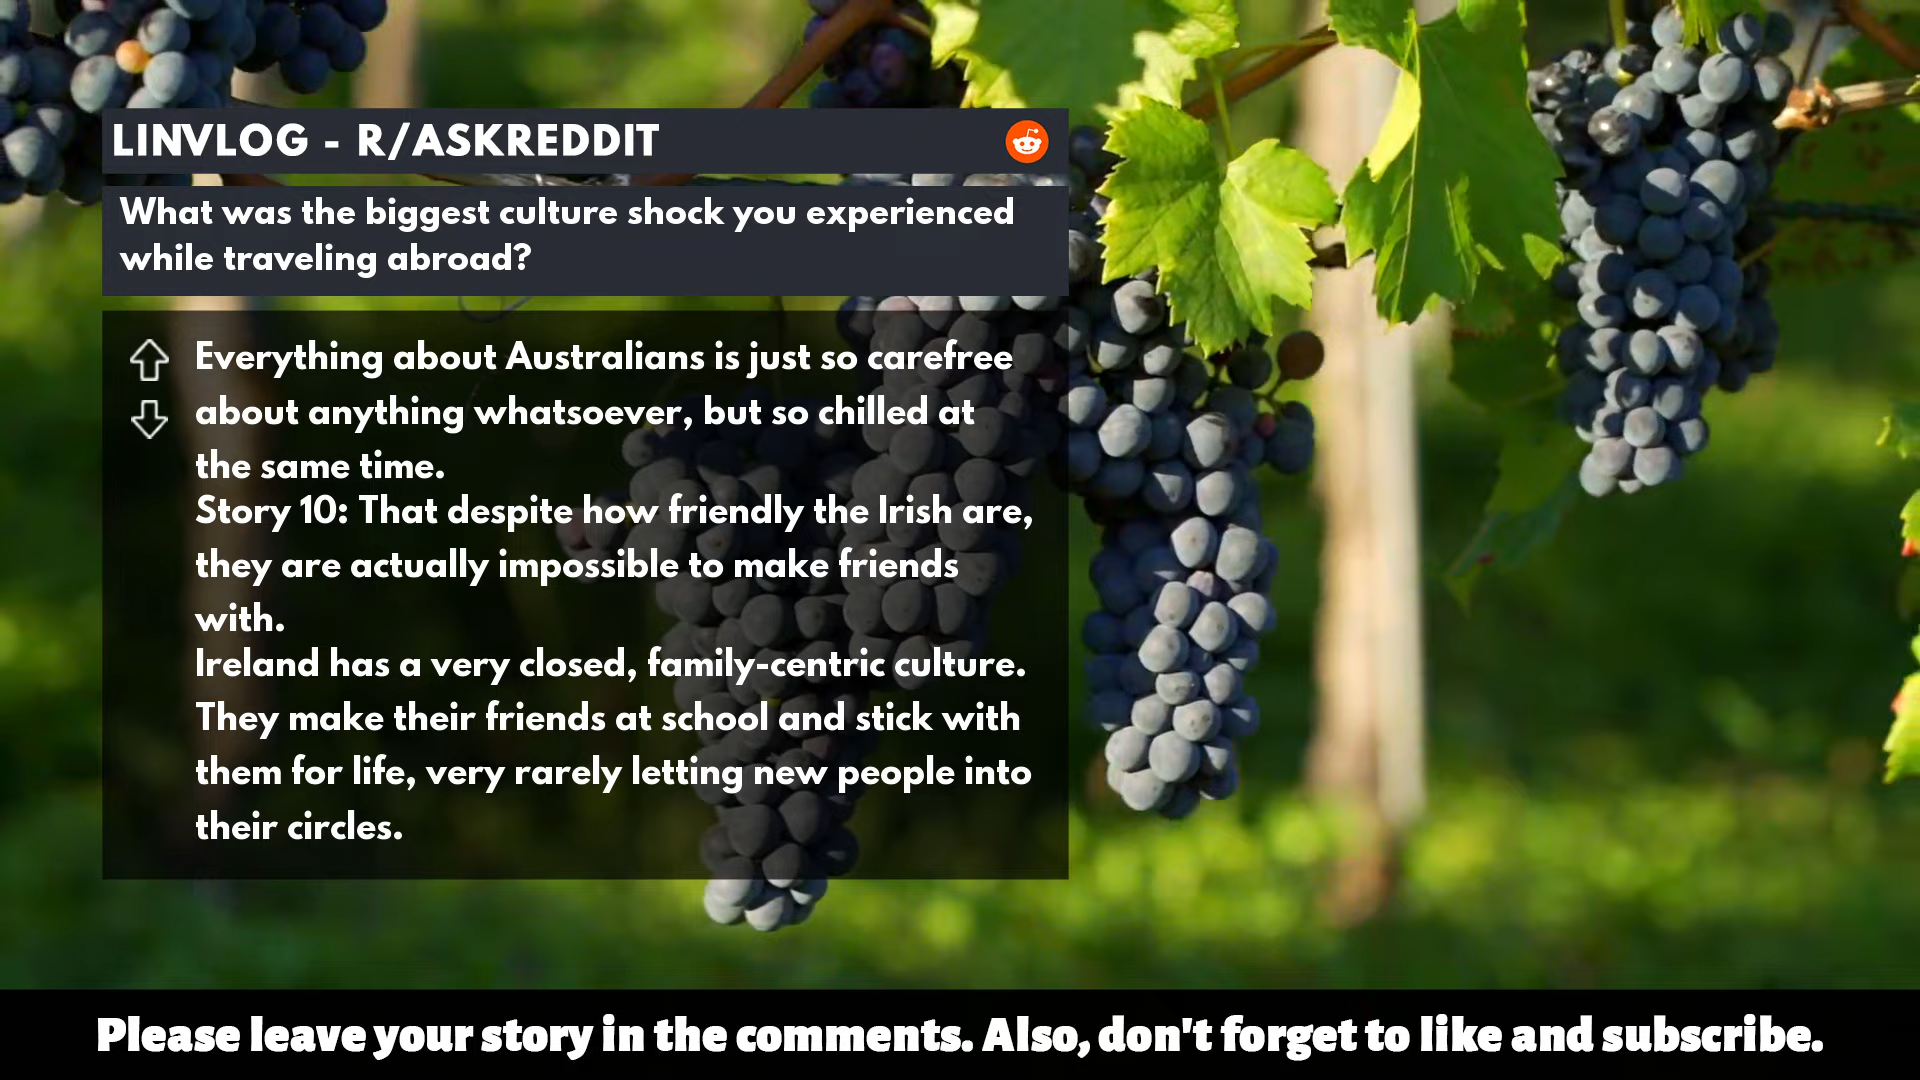 LINVLOG - R/ASKREDDIT
What was the biggest culture shock you experienced
while traveling abroad?
Everything about Australians is just so carefree
about anything whatsoever, but so chilled at
the same time.
Story 10: That despite how friendly the Irish are,
they are actually impossible to make friends
with.
Ireland has a very closed, family-centric culture.
They make their friends at school and stick with
them for life, very rarely letting new people into
their circles.
Please leave your story in the comments. Also, don't forget to like and subscribe.